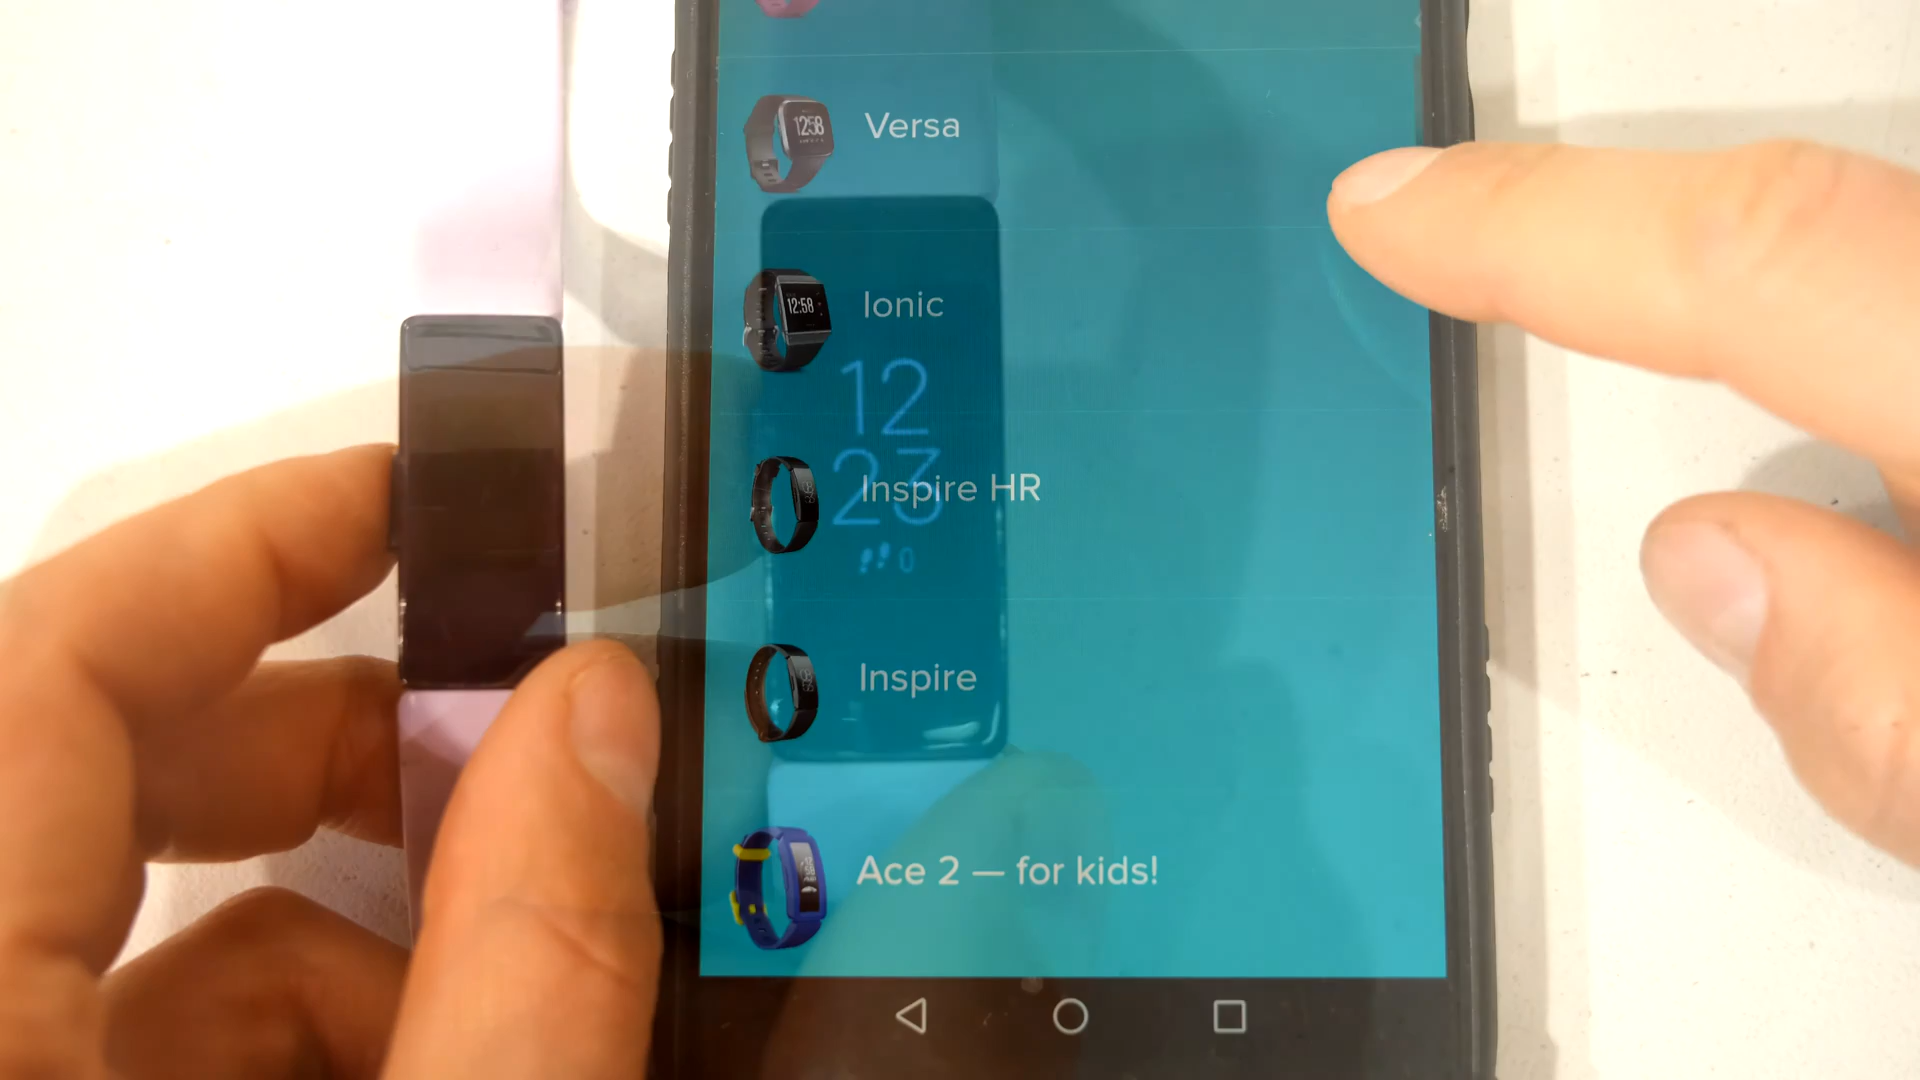 12:58
Versa
12:58
Ionic
12
23
Inspire HR
0
Inspire
Ace 2 — for kids!